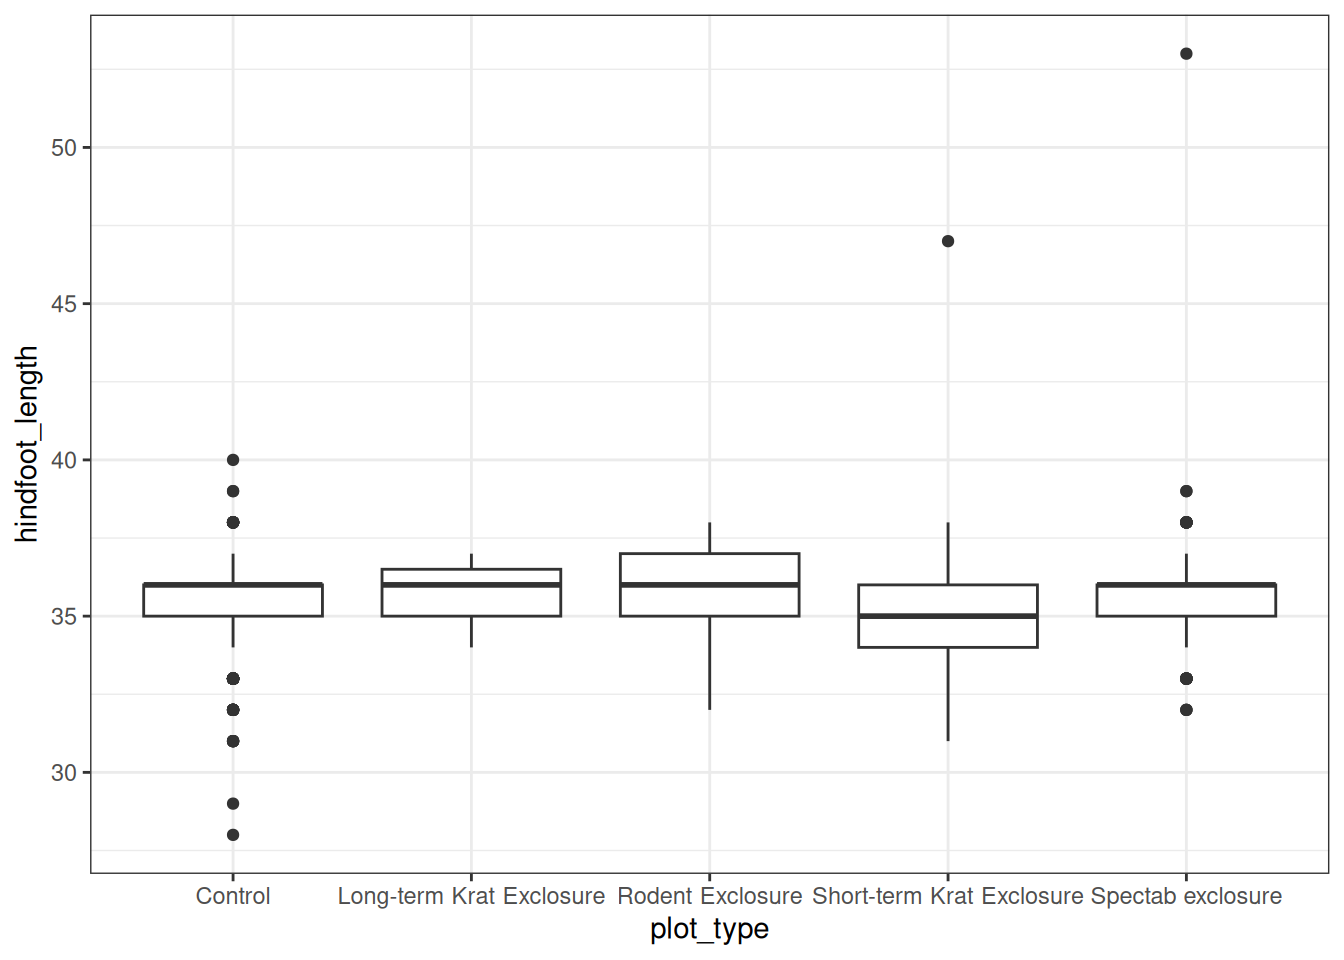 hindfoot_length
50
45
40
35
30
Control
Long-term Krat Exclosure
Rodent Exclosure
Short-term Krat Exclosure
Spectab exclosure
plot_type